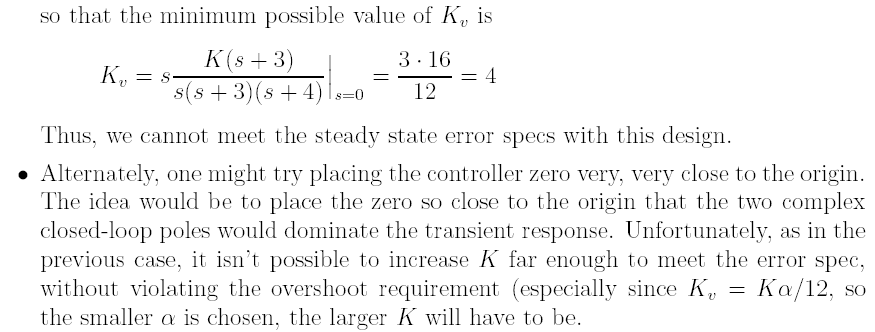 so that the minimum possible value of K_v is
K_v = s \frac{K(s + 3)}{s(s + 3)(s + 4)} |_{s=0} = \frac{3 · 16}{12} = 4
Thus, we cannot meet the steady state error specs with this design.
• Alternately, one might try placing the controller zero very, very close to the origin.
The idea would be to place the zero so close to the origin that the two complex
closed-loop poles would dominate the transient response. Unfortunately, as in the
previous case, it isn't possible to increase K far enough to meet the error spec,
without violating the overshoot requirement (especially since K_v = Kα/12, so
the smaller α is chosen, the larger K will have to be.